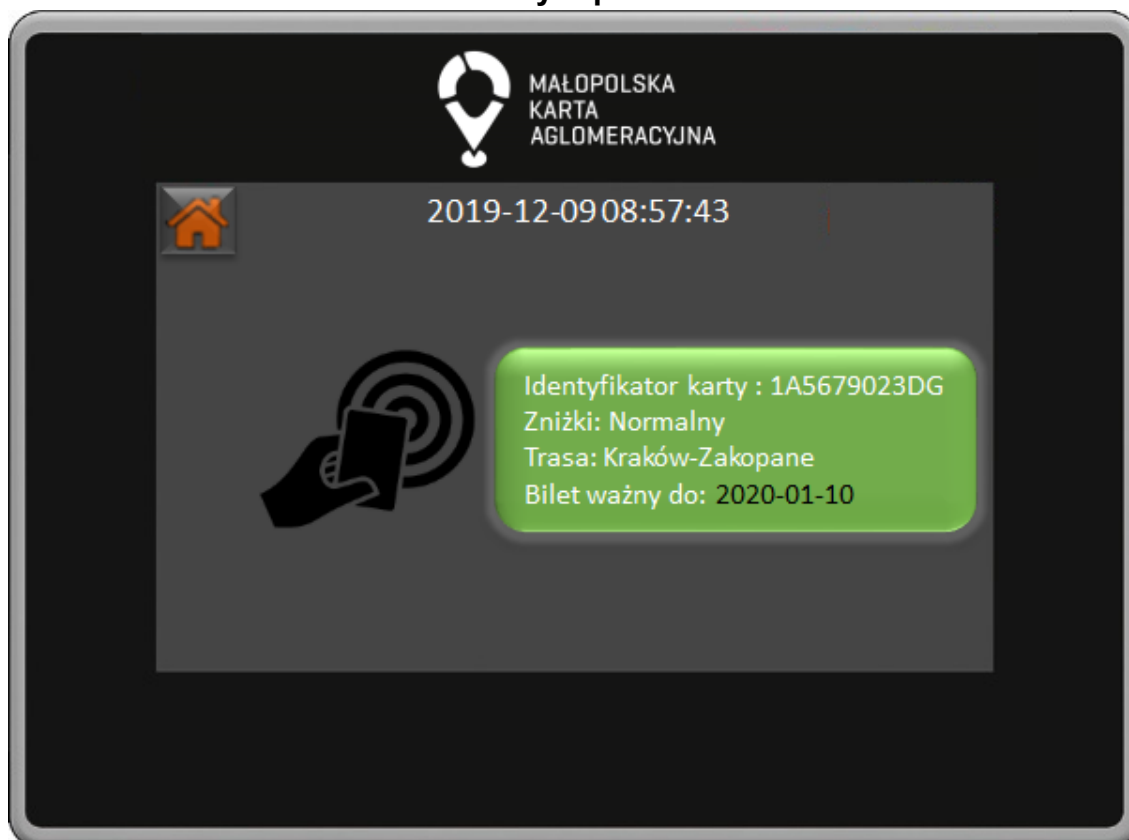 MAŁOPOLSKA
KARTA
AGLOMERACYJNA
2019-12-09 08:57:43
Identyfikator karty : 1A5679023DG
Zniżki: Normalny
Trasa: Kraków-Zakopane
Bilet ważny do: 2020-01-10